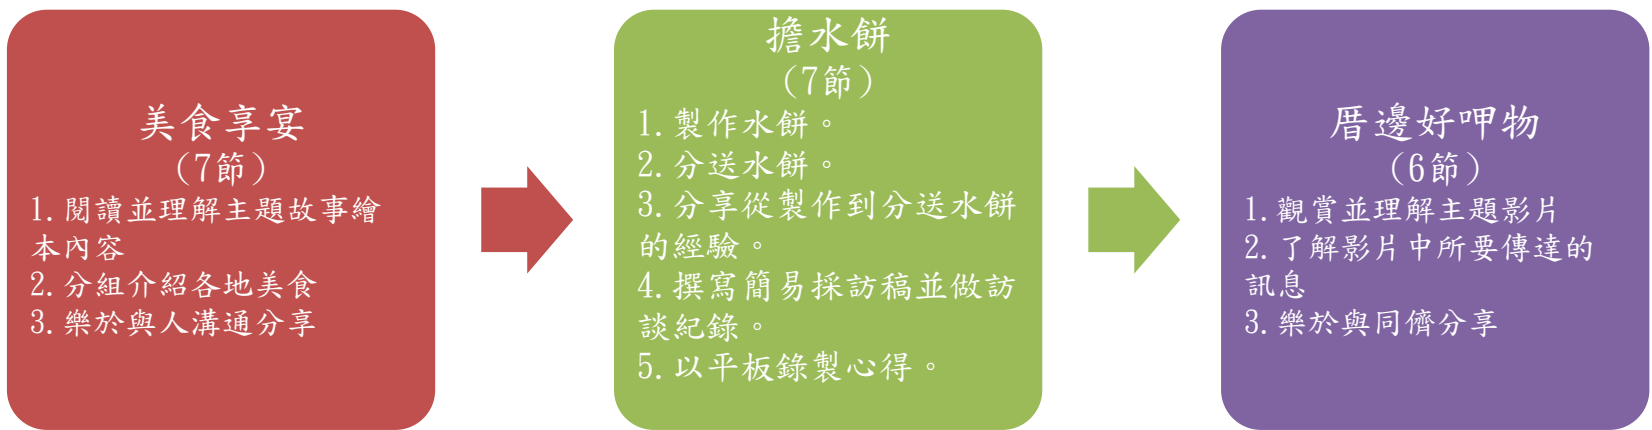 美食享宴
(7節)
1.閱讀並理解主題故事繪
本內容
2.分組介紹各地美食
3.樂於與人溝通分享
擔水餅
(7節)
1.製作水餅。
2.分送水餅。
3.分享從製作到分送水餅
的經驗。
4.撰寫簡易採訪稿並做訪
談紀錄。
5.以平板錄製心得。
厝邊好呷物
(6節)
1.觀賞並理解主題影片
2.了解影片中所要傳達的
訊息
3.樂於與同儕分享